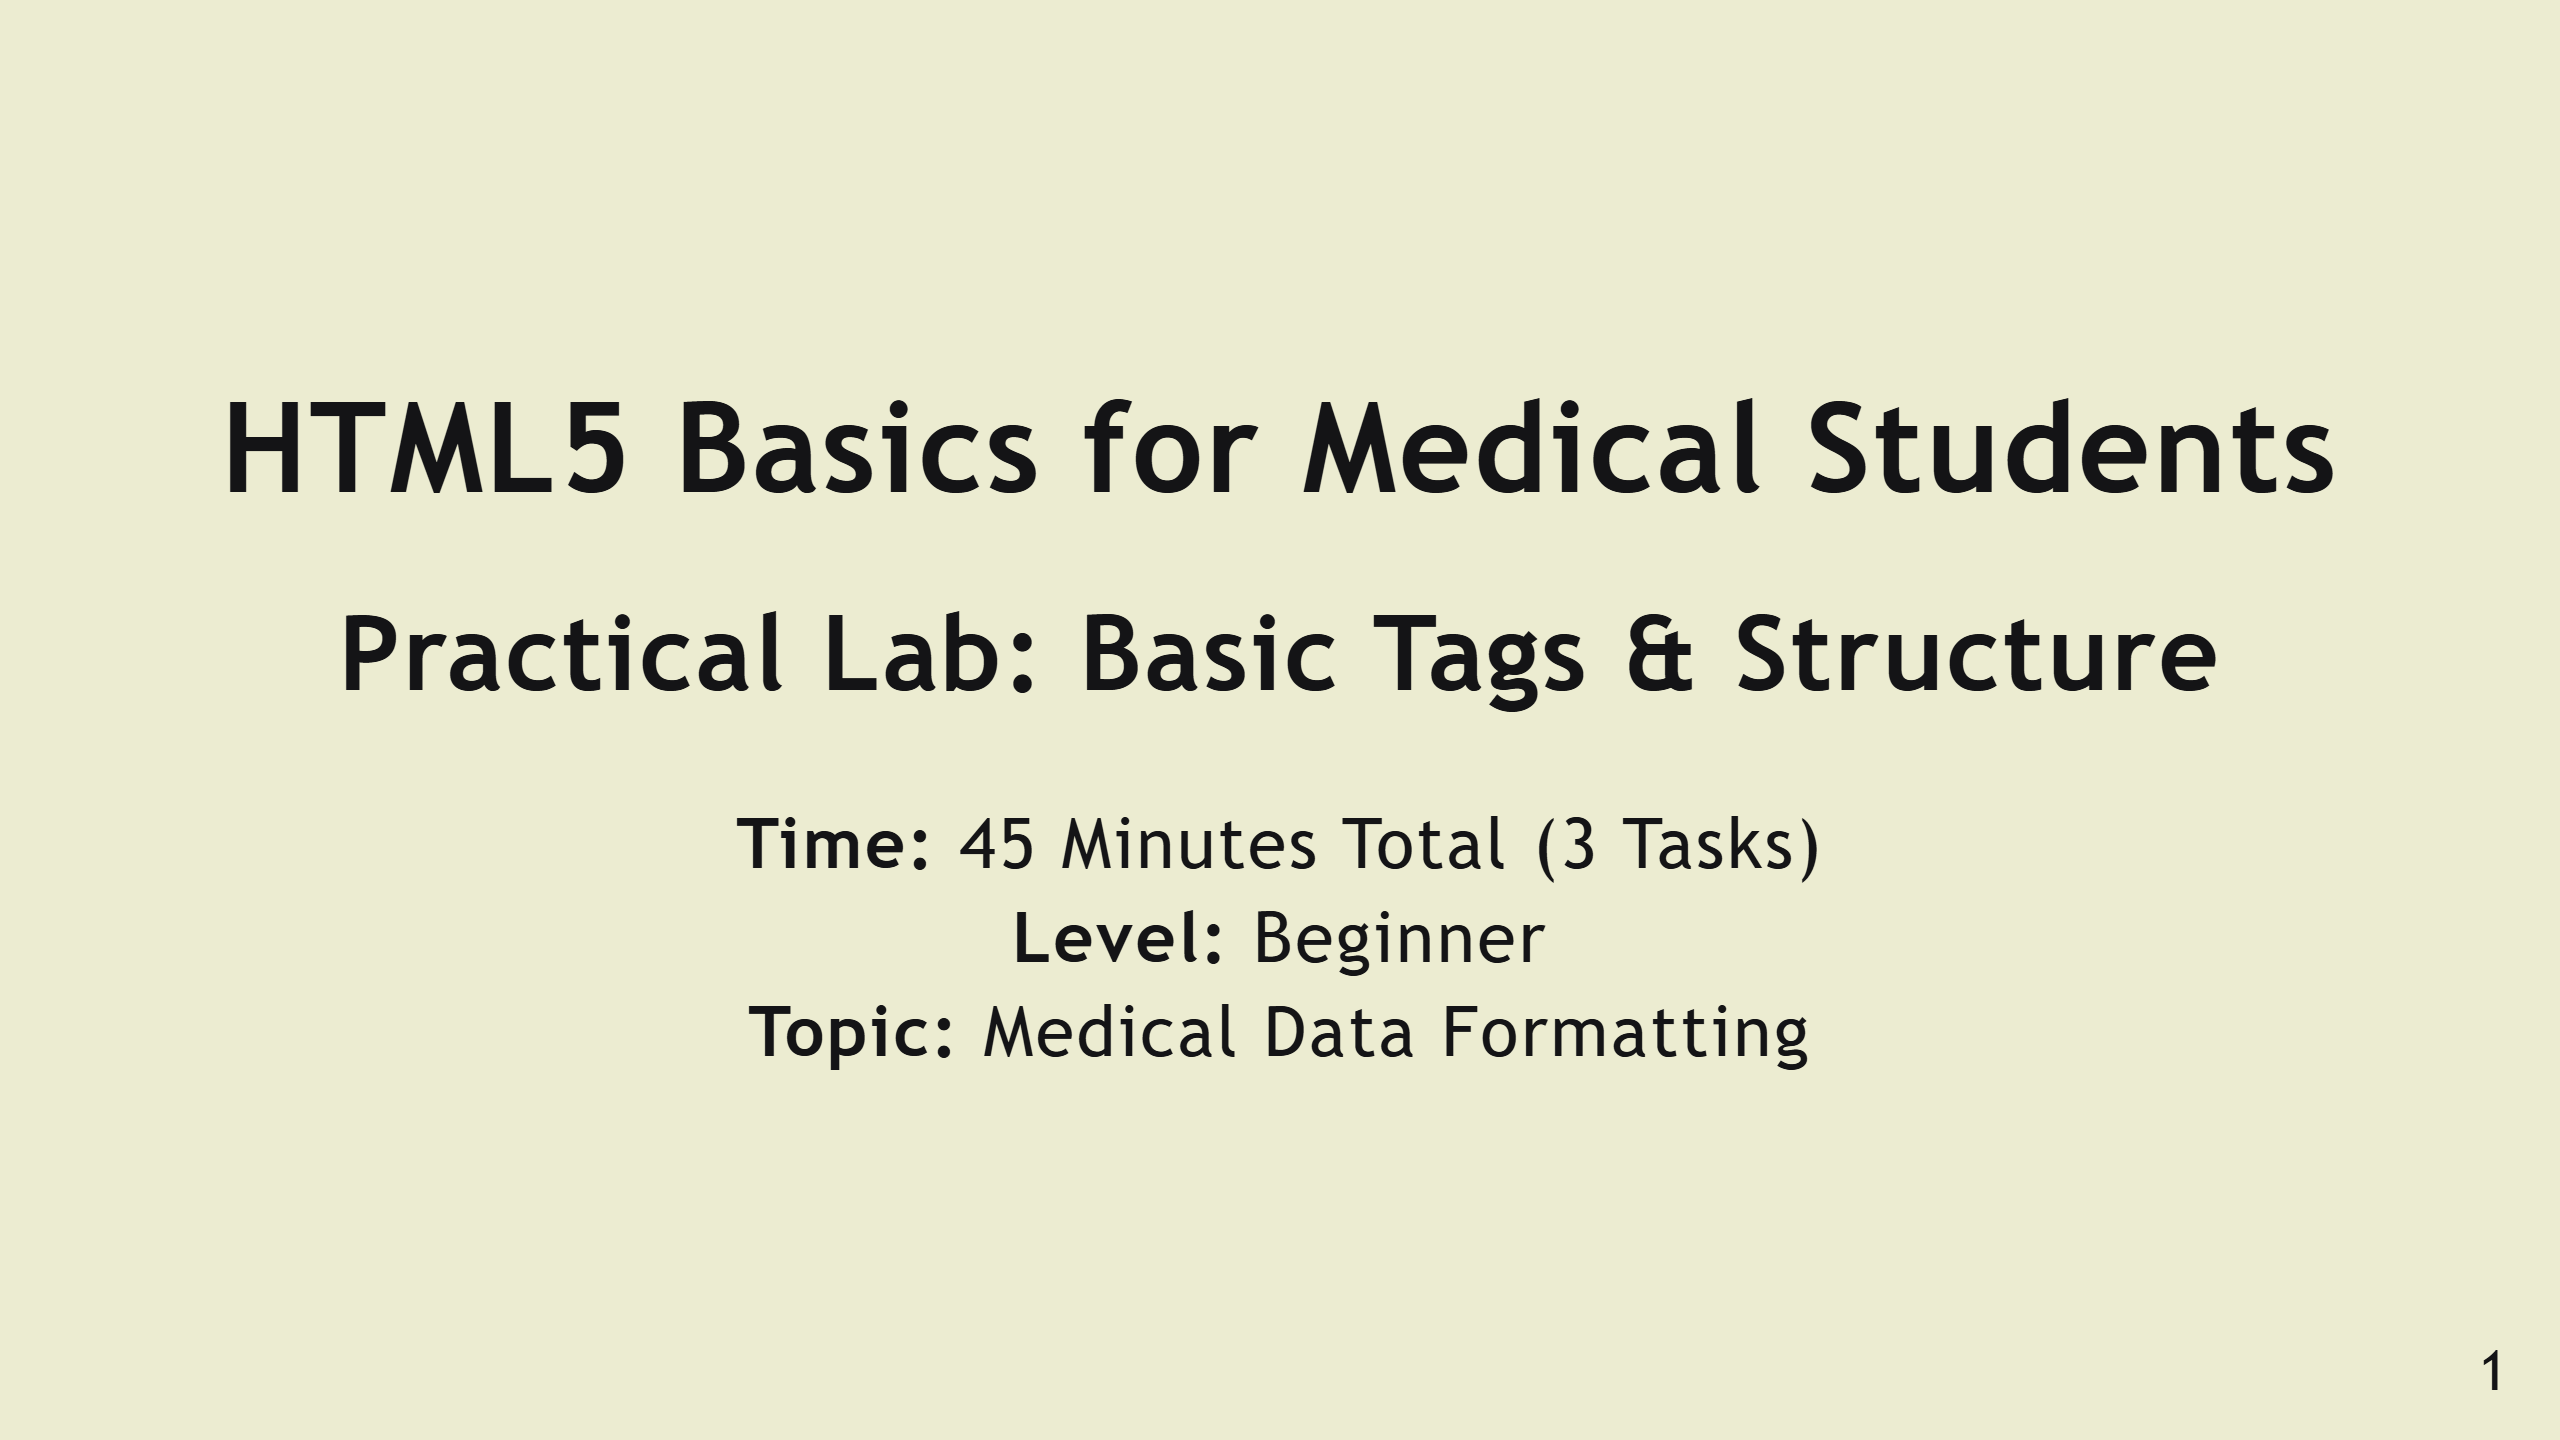 HTML5 Basics for Medical Students
Practical Lab: Basic Tags & Structure
Time: 45 Minutes Total (3 Tasks)
Level: Beginner
Topic: Medical Data Formatting
1